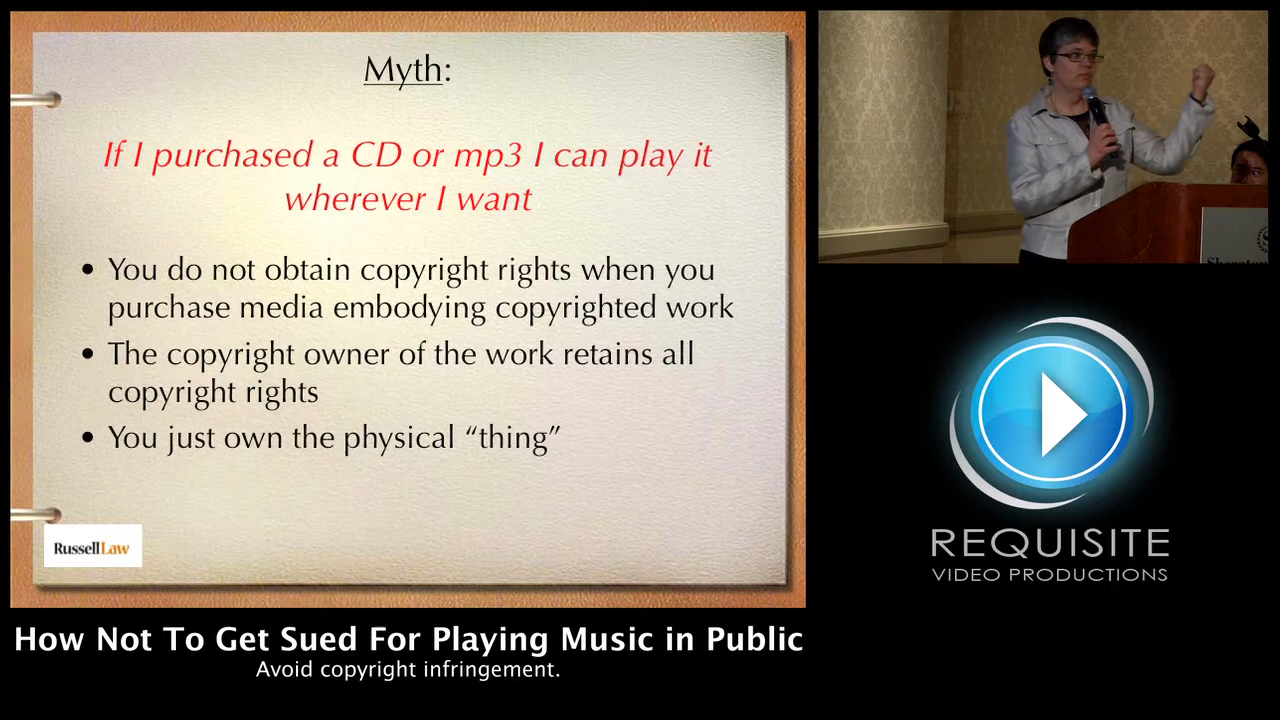 Myth:
If I purchased a CD or mp3 I can play it
wherever I want
• You do not obtain copyright rights when you
purchase media embodying copyrighted work
• The copyright owner of the work retains all
copyright rights
• You just own the physical “thing”
RussellLaw
How Not To Get Sued For Playing Music in Public
Avoid copyright infringement.
REQUISITE
VIDEO PRODUCTIONS